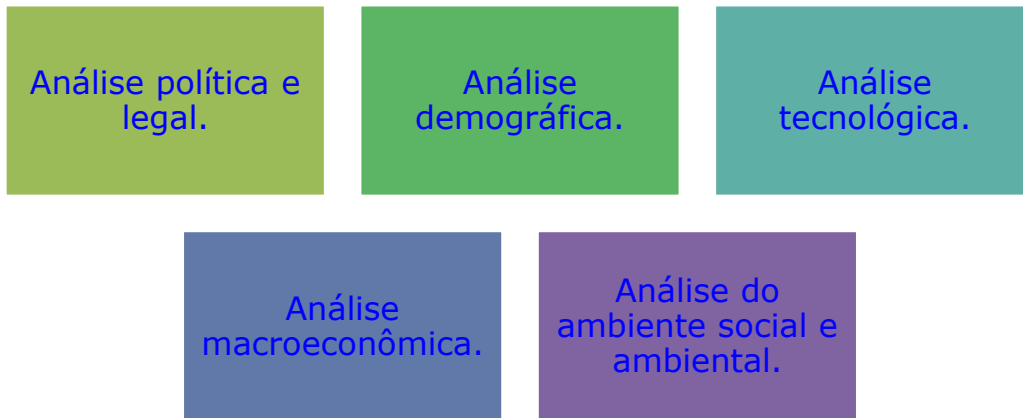 Análise política e
legal.
Análise
demográfica.
Análise
tecnológica.
Análise
macroeconômica.
Análise do
ambiente social e
ambiental.